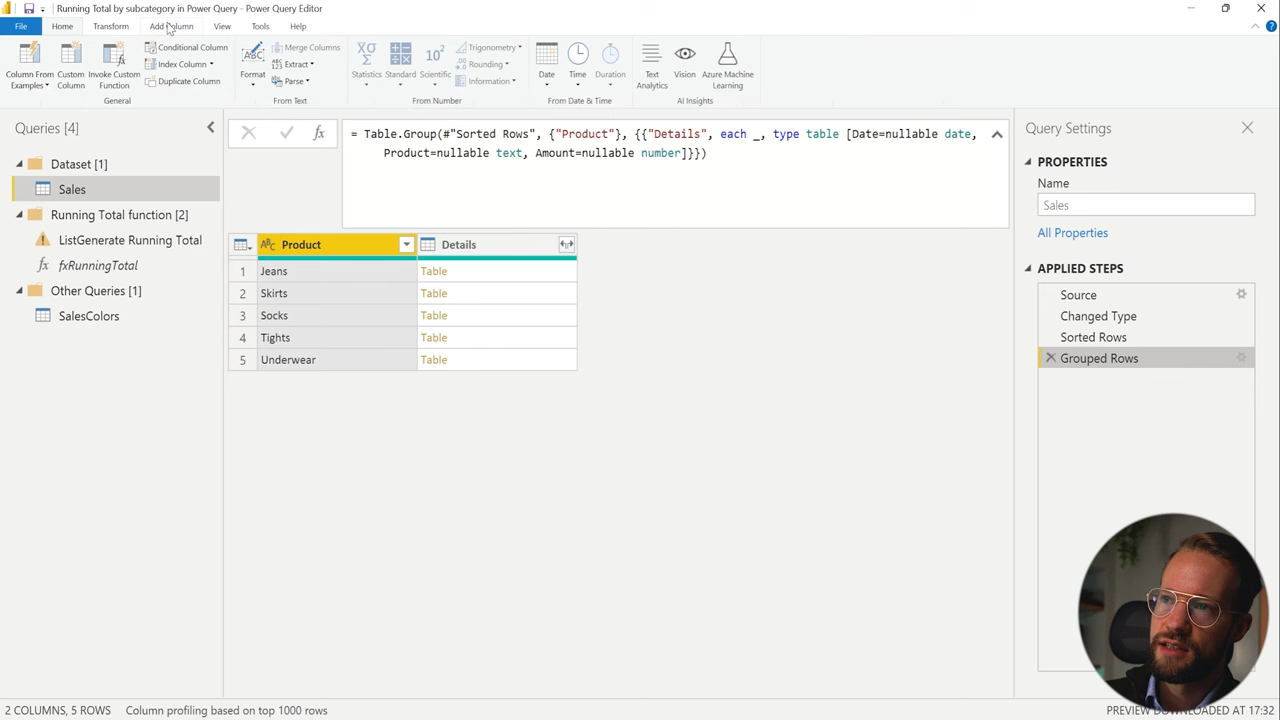 Running Total by subcategory in Power Query - Power Query Editor
File Home Transform Add Column View Tools Help
Column From Examples
Custom Column
Invoke Custom Function
Conditional Column
Index Column
Duplicate Column
General
Format
Merge Columns
Extract
Parse
From Text
Statistics
Standard
Scientific
Trigonometry
Rounding
Information
From Number
Date
Time
Duration
From Date & Time
Text Analytics
Vision
Azure Machine Learning
AI Insights
Queries [4]
Dataset [1]
Sales
Running Total function [2]
ListGenerate Running Total
fxRunningTotal
Other Queries [1]
SalesColors
= Table.Group(#"Sorted Rows", {"Product"}, {{"Details", each _, type table [Date=nullable date,
Product=nullable text, Amount=nullable number]}})
Product Details
1 Jeans Table
2 Skirts Table
3 Socks Table
4 Tights Table
5 Underwear Table
Query Settings
PROPERTIES
Name
Sales
All Properties
APPLIED STEPS
Source
Changed Type
Sorted Rows
Grouped Rows
2 COLUMNS, 5 ROWS Column profiling based on top 1000 rows
PREVIEW DOWNLOADED AT 17:32